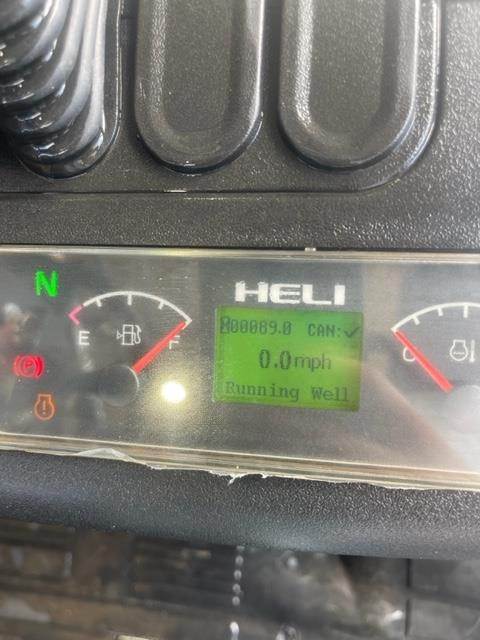 N
HELI
00089.0 CAN:✓
0.0mph
Running Well
E
F
C
(P)
!